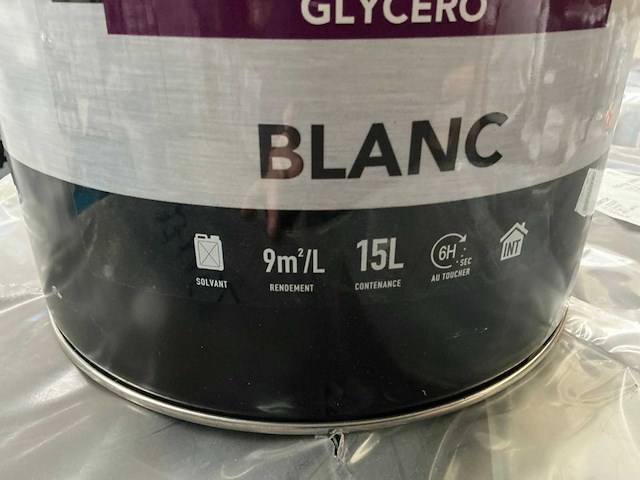 GLYCERO
BLANC
SOLVANT
9m²/L
RENDEMENT
15L
CONTENANCE
6H
SEC
AU TOUCHER
INT